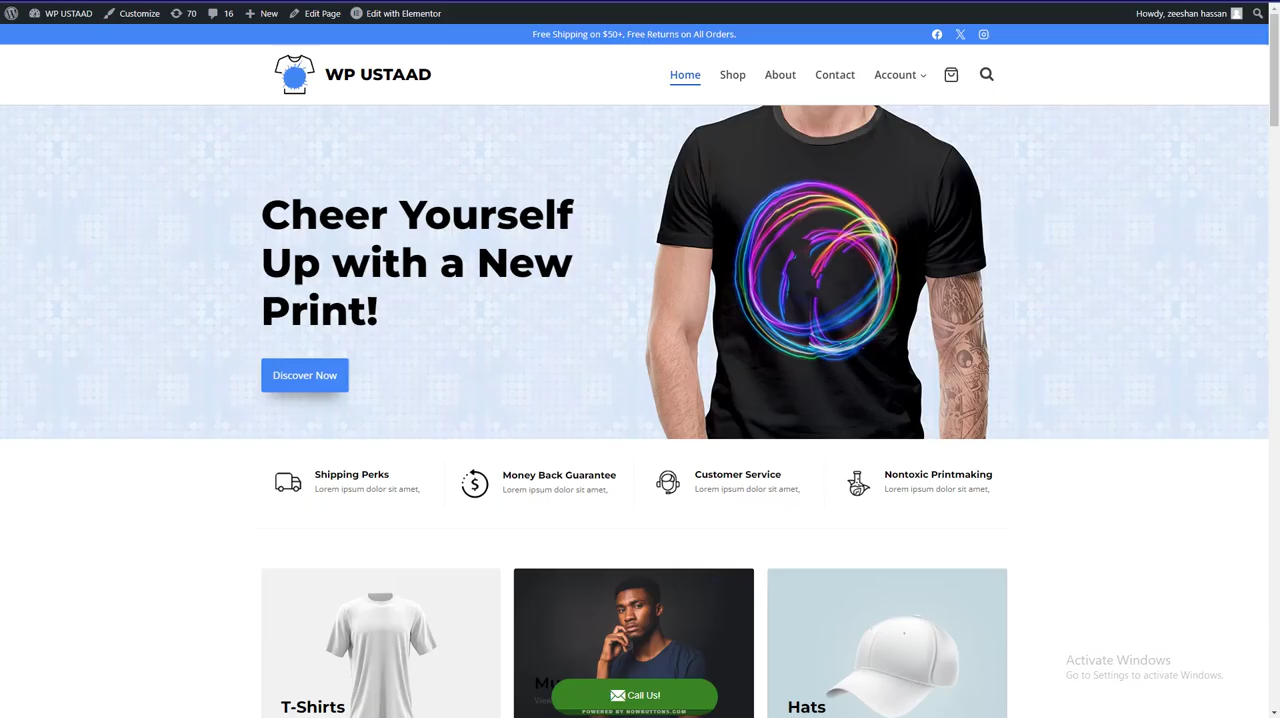 WP USTAAD Customize 70 16 New Edit Page Edit with Elementor Howdy, zeeshan hassan
Free Shipping on $50+, Free Returns on All Orders.
WP USTAAD Home Shop About Contact Account
Cheer Yourself
Up with a New
Print!
Discover Now
Shipping Perks
Lorem ipsum dolor sit amet,
Money Back Guarantee
Lorem ipsum dolor sit amet,
Customer Service
Lorem ipsum dolor sit amet,
Nontoxic Printmaking
Lorem ipsum dolor sit amet,
T-Shirts
Hats
Call Us!
POWERED BY NOWBUTTONS.COM
Activate Windows
Go to Settings to activate Windows.